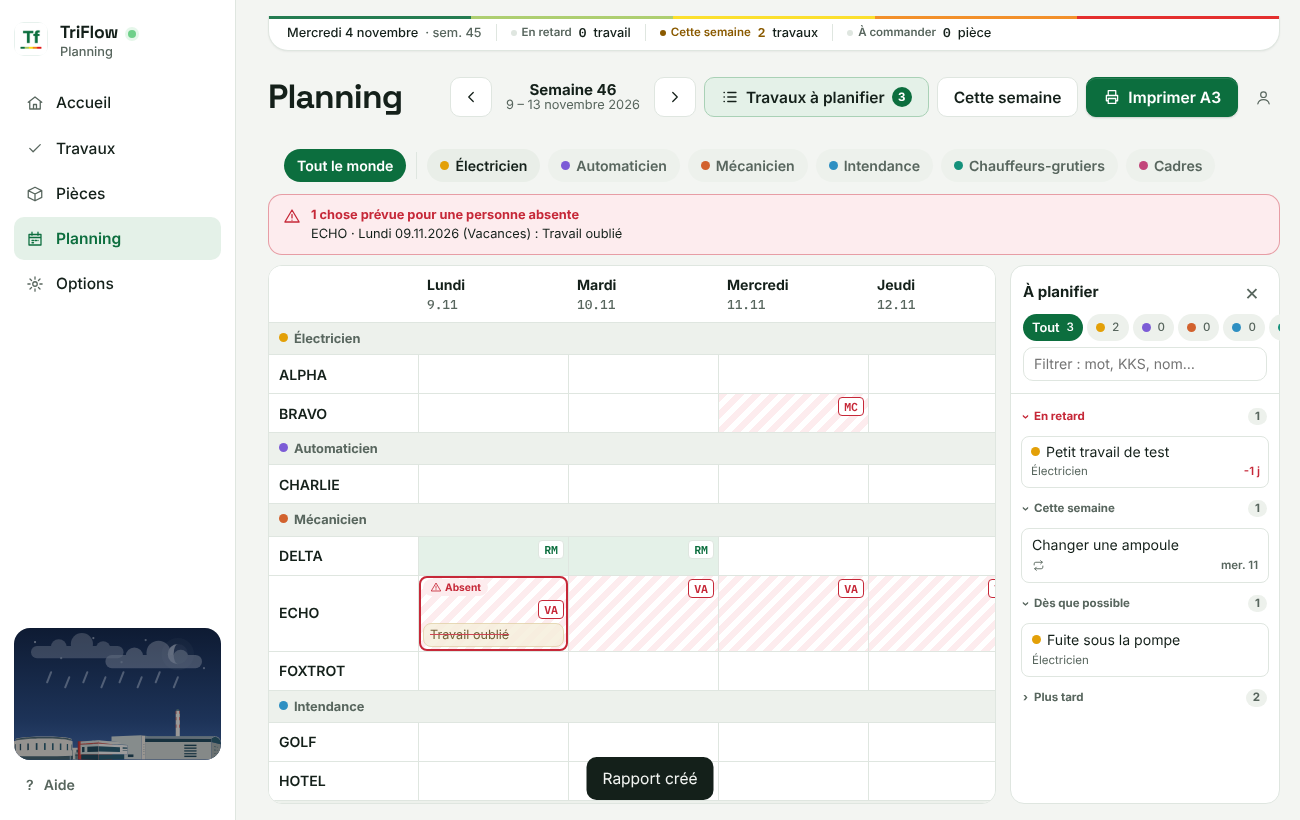 Tf
TriFlow
Planning
Accueil
Travaux
Pièces
Planning
Options
? Aide
Mercredi 4 novembre · sem. 45
En retard 0 travail
Cette semaine 2 travaux
À commander 0 pièce
Planning
Semaine 46
9 – 13 novembre 2026
Travaux à planifier 3
Cette semaine
Imprimer A3
Tout le monde
Électricien
Automaticien
Mécanicien
Intendance
Chauffeurs-grutiers
Cadres
1 chose prévue pour une personne absente
ECHO · Lundi 09.11.2026 (Vacances) : Travail oublié
Lundi Mardi Mercredi Jeudi
9.11 10.11 11.11 12.11
Électricien
ALPHA
BRAVO MC
Automaticien
CHARLIE
Mécanicien
DELTA RM RM
Absent
ECHO VA VA VA
Travail oublié
FOXTROT
Intendance
GOLF
HOTEL
Rapport créé
À planifier
Tout 3 2 0 0 0
Filtrer : mot, KKS, nom...
En retard 1
Petit travail de test
Électricien -1 j
Cette semaine 1
Changer une ampoule
mer. 11
Dès que possible 1
Fuite sous la pompe
Électricien
Plus tard 2